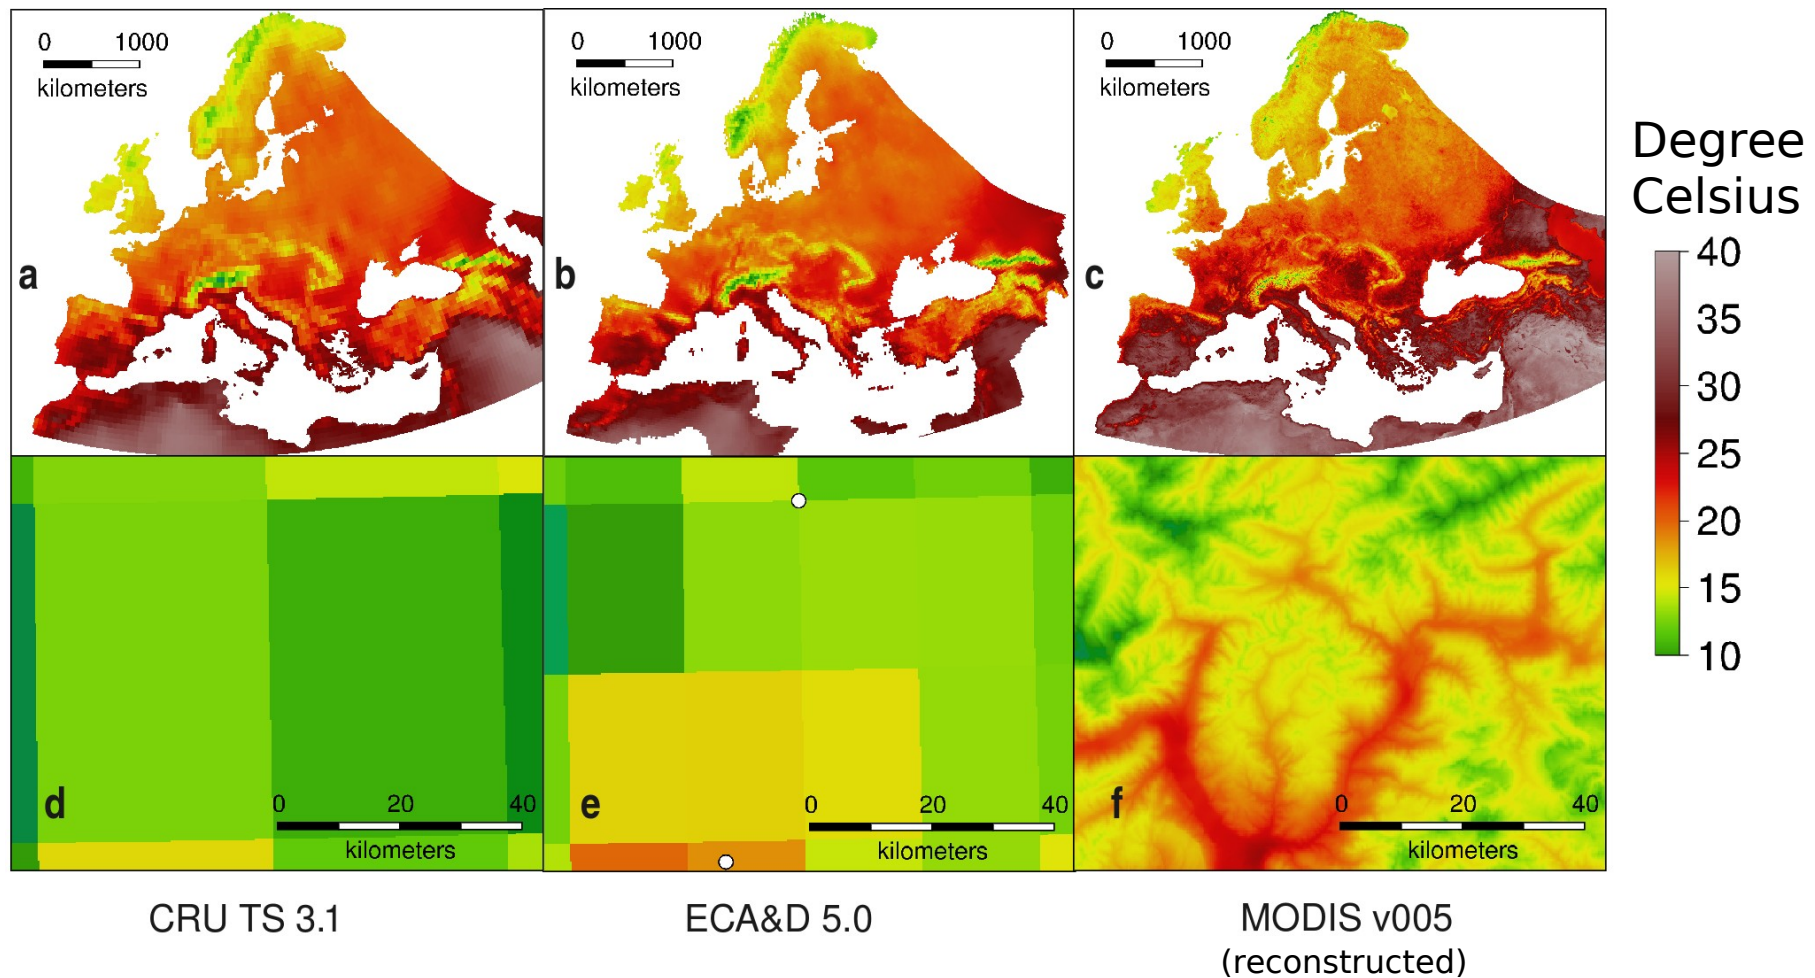 0 1000
kilometers
a
0 1000
kilometers
b
0 1000
kilometers
c
Degree
Celsius
40
35
30
25
20
15
10
d
0 20 40
kilometers
e
0 20 40
kilometers
f
0 20 40
kilometers
CRU TS 3.1
ECA&D 5.0
MODIS v005
(reconstructed)